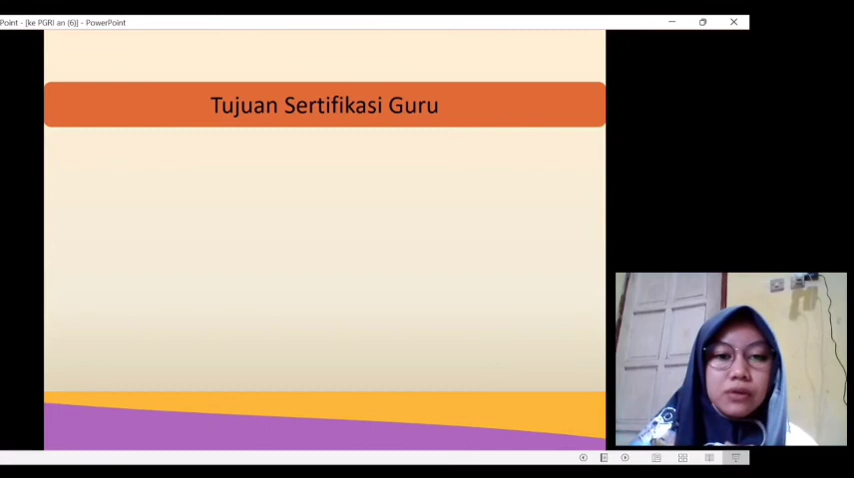 Point - [ke PGRI an (6)] - PowerPoint
Tujuan Sertifikasi Guru